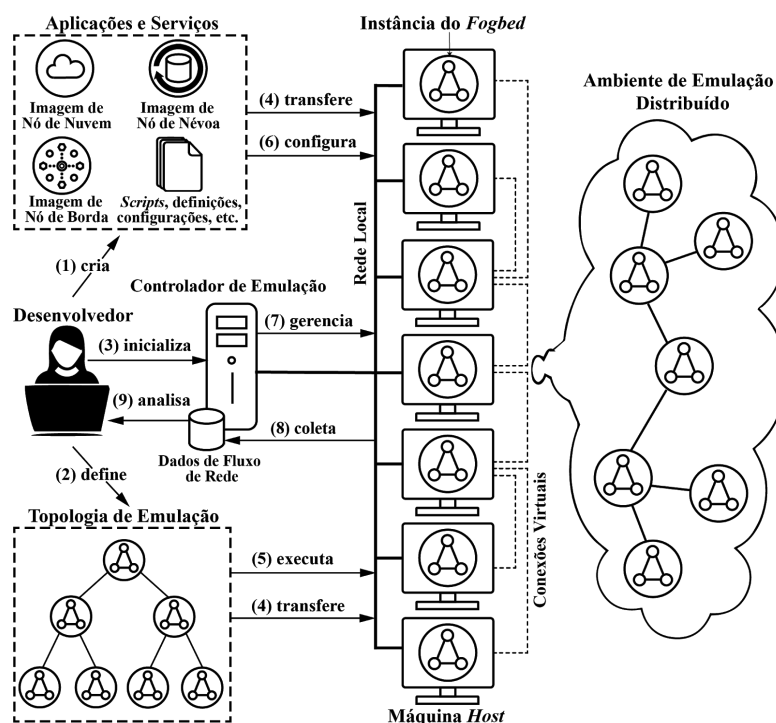 Aplicações e Serviços
Imagem de
Nó de Nuvem
Imagem de
Nó de Névoa
Imagem de
Nó de Borda
Scripts, definições,
configurações, etc.
(1) cria
Desenvolvedor
(2) define
Topologia de Emulação
Controlador de Emulação
(3) inicializa
(9) analisa
Dados de Fluxo
de Rede
(4) transfere
(6) configura
(7) gerencia
(8) coleta
(5) executa
(4) transfere
Rede Local
Instância do Fogbed
Máquina Host
Conexões Virtuais
Ambiente de Emulação
Distribuído